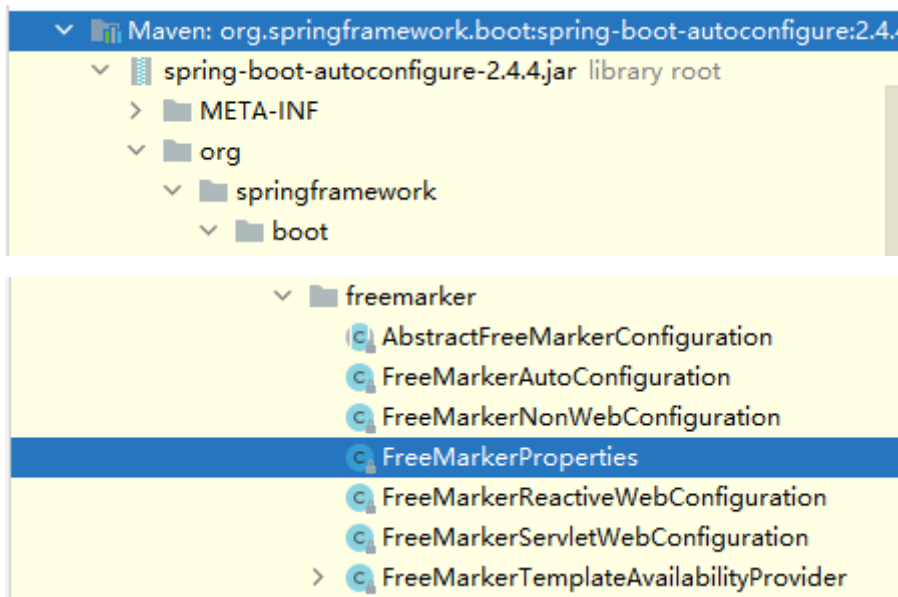 Maven: org.springframework.boot:spring-boot-autoconfigure:2.4.4
spring-boot-autoconfigure-2.4.4.jar library root
META-INF
org
springframework
boot
freemarker
AbstractFreeMarkerConfiguration
FreeMarkerAutoConfiguration
FreeMarkerNonWebConfiguration
FreeMarkerProperties
FreeMarkerReactiveWebConfiguration
FreeMarkerServletWebConfiguration
FreeMarkerTemplateAvailabilityProvider